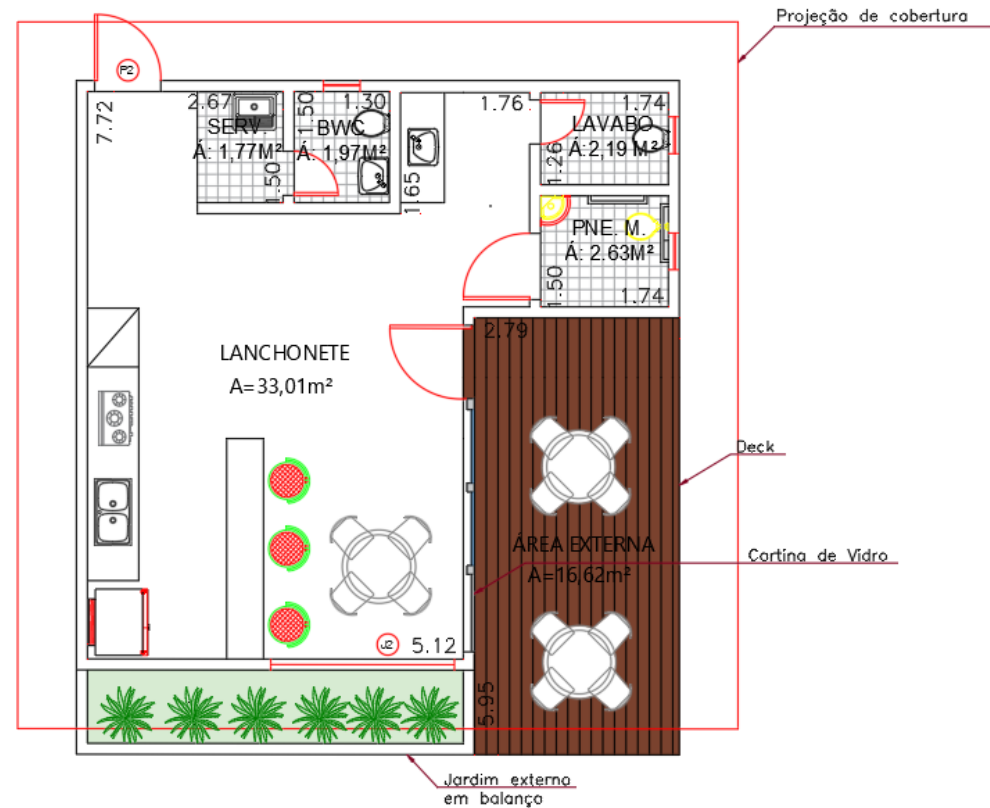 Projeção de cobertura
P2
7.72
2.67
SERV.
Á: 1,77M²
1.50
1.50
1.30
BWC
Á: 1,97M²
1.65
1.76
1.74
LAVABO
Á:2,19 M²
1.26
PNE. M.
Á: 2.63M²
1.50
1.74
2.79
LANCHONETE
A=33,01m²
Deck
ÁREA EXTERNA
A=16,62m²
Cortina de Vidro
J2
5.12
5.95
Jardim externo
em balanço